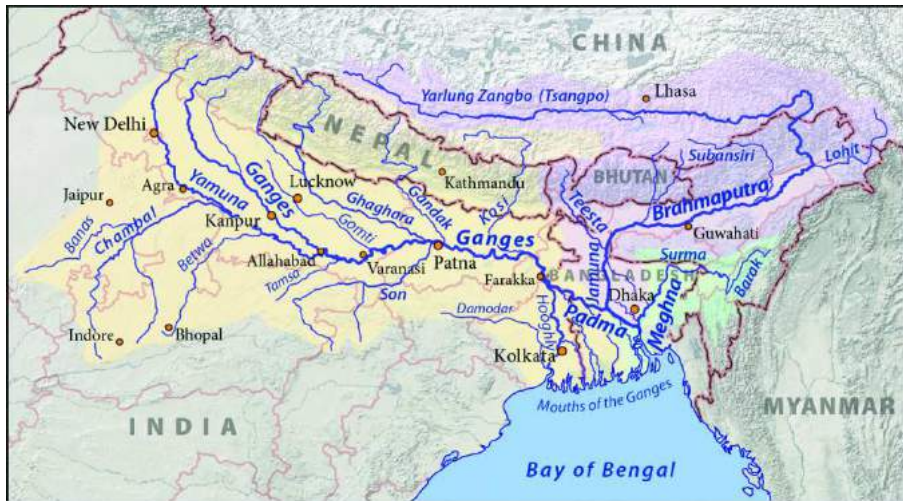 CHINA
Yarlung Zangbo (Tsangpo)
Lhasa
New Delhi
NEPAL
Subansiri
Lohit
BHUTAN
Agra
Yamuna
Ganges
Lucknow
Ghaghara
Gandak
Kathmandu
Kosi
Teesta
Brahmaputra
Jaipur
Banas
Chambal
Kanpur
Gomti
Guwahati
Betwa
Allahabad
Tamsa
Varanasi
Patna
Ganges
Jamuna
Surma
Barak
Farakka
BANGLADESH
Son
Dhaka
Damodar
Hooghly
Padma
Meghna
Indore
Bhopal
Kolkata
Mouths of the Ganges
INDIA
MYANMAR
Bay of Bengal